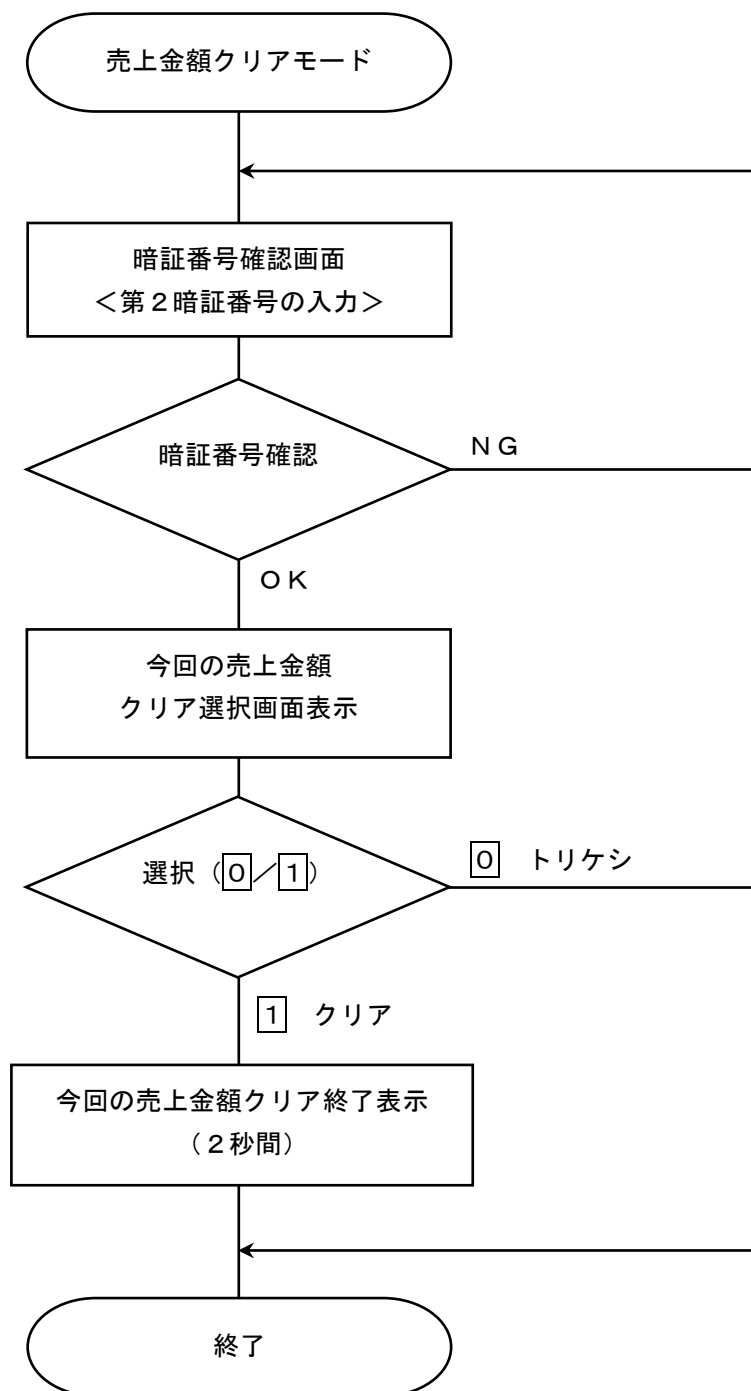 売上金額クリアモード
暗証番号確認画面
＜第２暗証番号の入力＞
暗証番号確認
ＮＧ
ＯＫ
今回の売上金額
クリア選択画面表示
選択（０／１）
０　トリケシ
１　クリア
今回の売上金額クリア終了表示
（２秒間）
終了